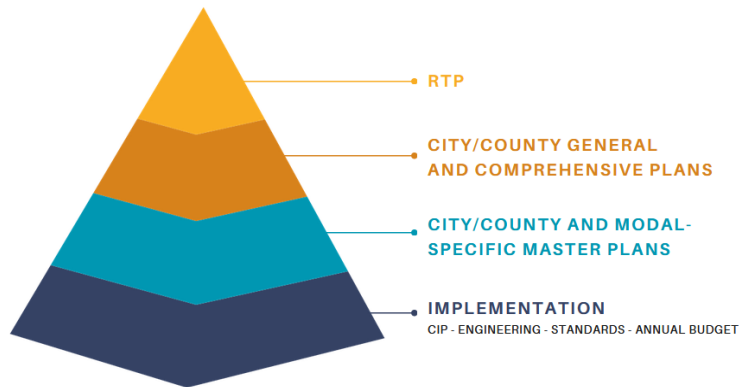 RTP
CITY/COUNTY GENERAL
AND COMPREHENSIVE PLANS
CITY/COUNTY AND MODAL-
SPECIFIC MASTER PLANS
IMPLEMENTATION
CIP - ENGINEERING - STANDARDS - ANNUAL BUDGET